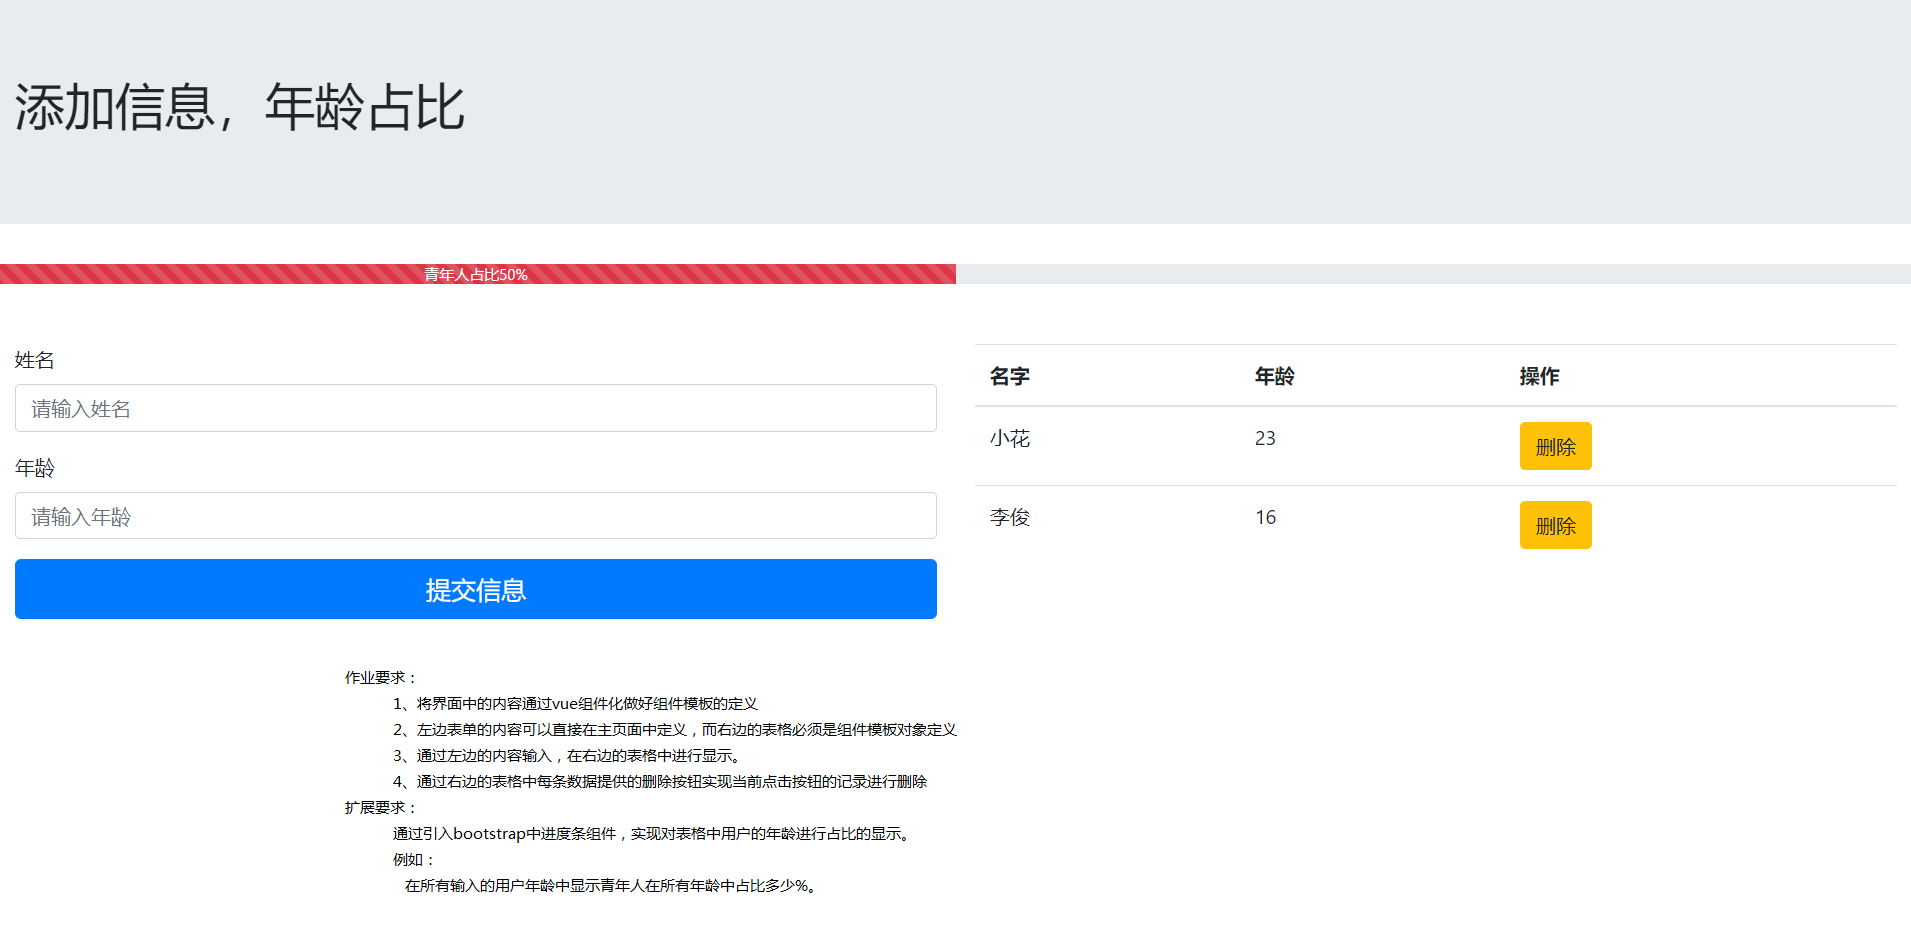 添加信息，年龄占比
青年人占比50%
姓名
请输入姓名
年龄
请输入年龄
提交信息
名字 年龄 操作
小花 23 删除
李俊 16 删除
作业要求：
1、将界面中的内容通过vue组件化做好组件模板的定义
2、左边表单的内容可以直接在主页面中定义，而右边的表格必须是组件模板对象定义
3、通过左边的内容输入，在右边的表格中进行显示。
4、通过右边的表格中每条数据提供的删除按钮实现当前点击按钮的记录进行删除
扩展要求：
通过引入bootstrap中进度条组件，实现对表格中用户的年龄进行占比的显示。
例如：
在所有输入的用户年龄中显示青年人在所有年龄中占比多少%。